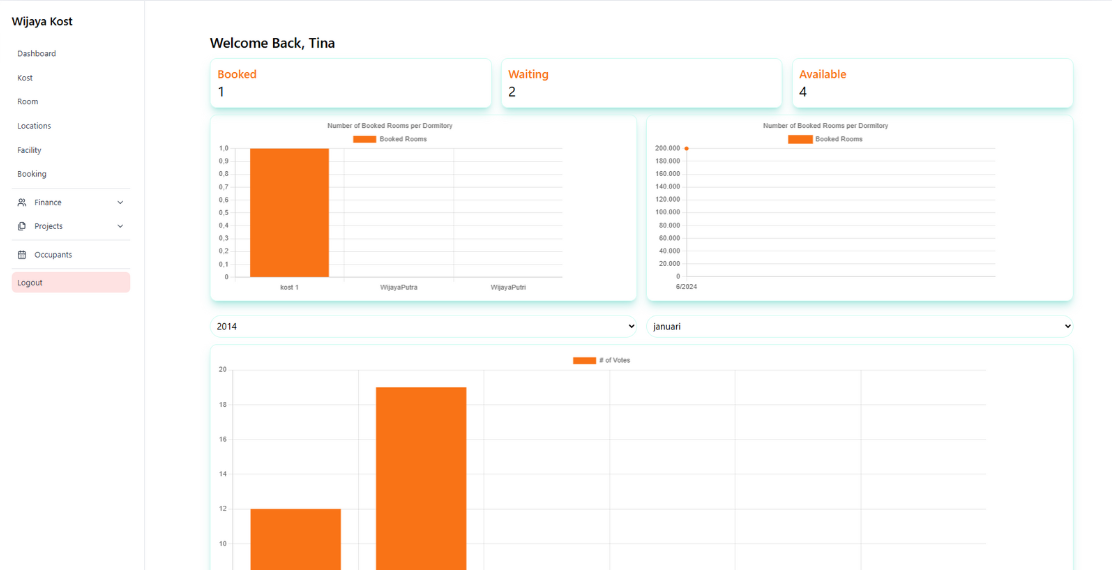 Wijaya Kost
Dashboard
Kost
Room
Locations
Facility
Booking
Finance
Projects
Occupants
Logout
Welcome Back, Tina
Booked
1
Waiting
2
Available
4
Number of Booked Rooms per Dormitory
Booked Rooms
1,0
0,9
0,8
0,7
0,6
0,5
0,4
0,3
0,2
0,1
0
kost 1 WijayaPutra WijayaPutri
Number of Booked Rooms per Dormitory
Booked Rooms
200.000
180.000
160.000
140.000
120.000
100.000
80.000
60.000
40.000
20.000
0
6/2024
2014
januari
# of Votes
20
18
16
14
12
10